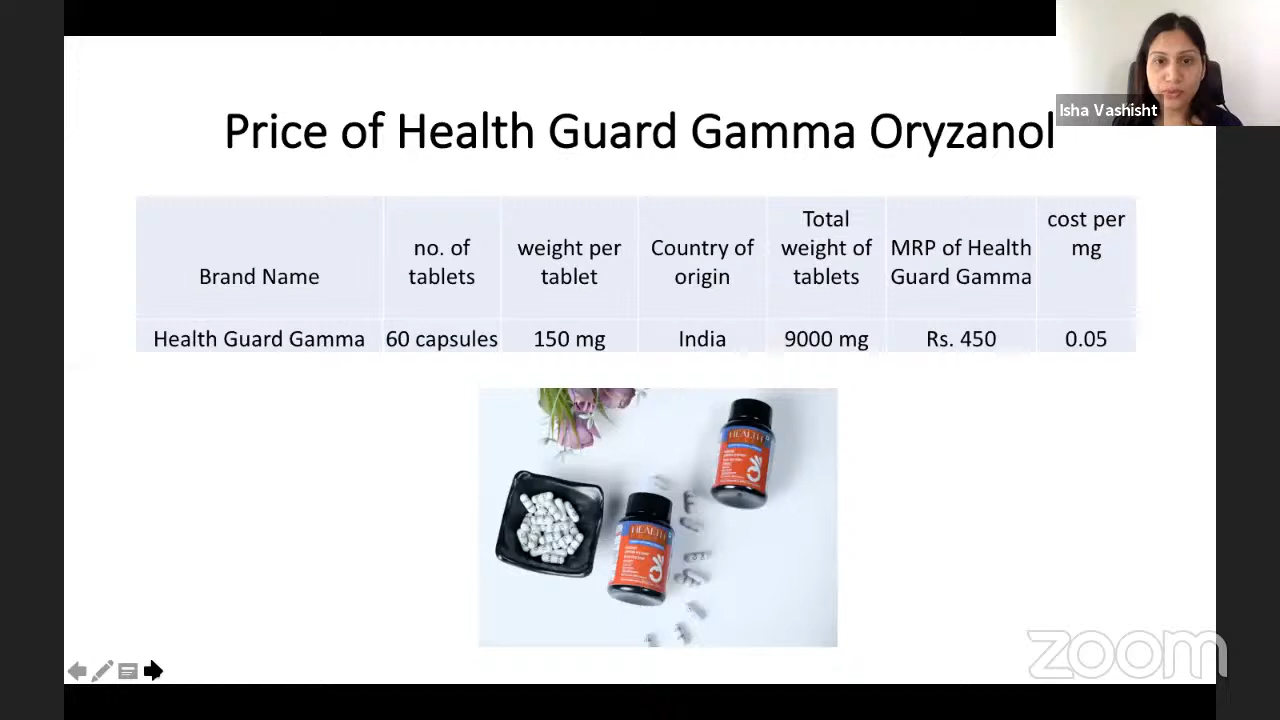 Isha Vashisht
Price of Health Guard Gamma Oryzanol
Brand Name
no. of
tablets
weight per
tablet
Country of
origin
Total
weight of
tablets
MRP of Health
Guard Gamma
cost per
mg
Health Guard Gamma
60 capsules
150 mg
India
9000 mg
Rs. 450
0.05
HEALTH
HEALTH
zoom